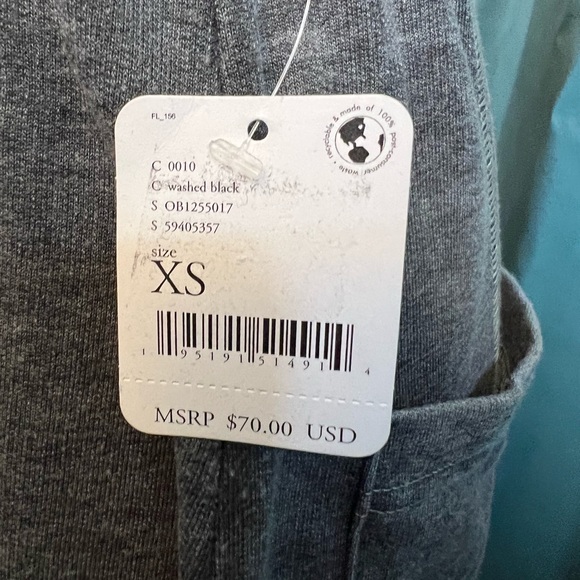 FL_156
recyclable & made of 100% post-consumer waste
C 0010
C washed black
S OB1255017
S 59405357
size
XS
1 95191 51491 4
MSRP $70.00 USD